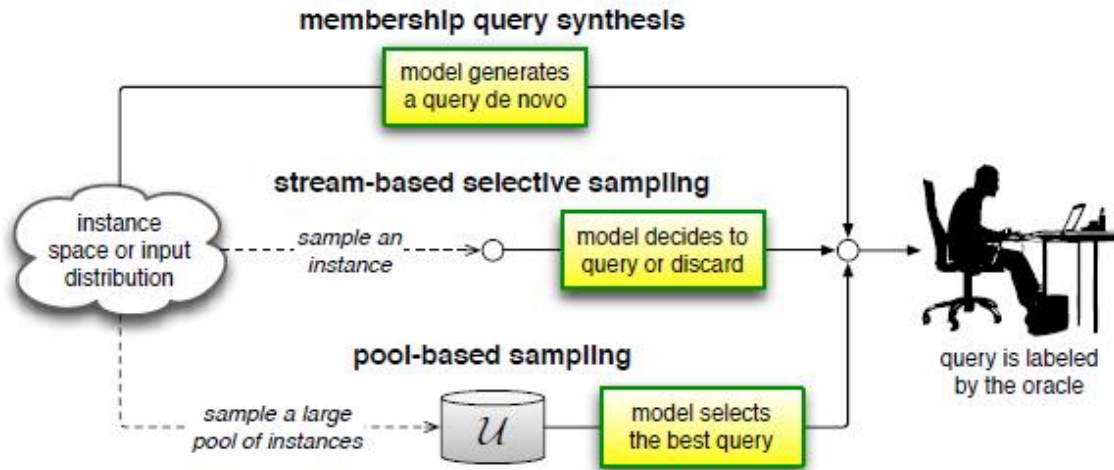 membership query synthesis
model generates
a query de novo
stream-based selective sampling
instance
space or input
distribution
sample an
instance
model decides to
query or discard
pool-based sampling
sample a large
pool of instances
U
model selects
the best query
query is labeled
by the oracle